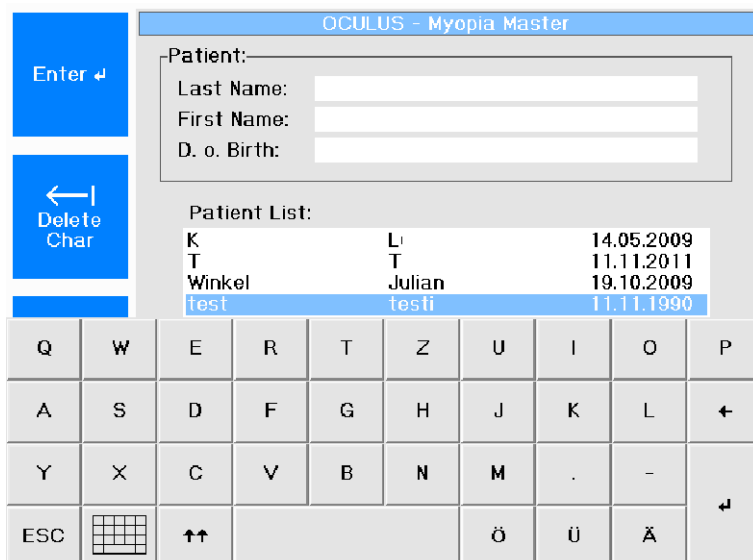 OCULUS - Myopia Master
Enter ↵
Patient:
Last Name:
First Name:
D. o. Birth:
Delete
Char
Patient List:
K 14.05.2009
T T 11.11.2011
Winkel Julian 19.10.2009
test testi 11.11.1990
Q W E R T Z U I O P
A S D F G H J K L ←
Y X C V B N M . -
ESC ↑↑ Ö Ü Ä ↵